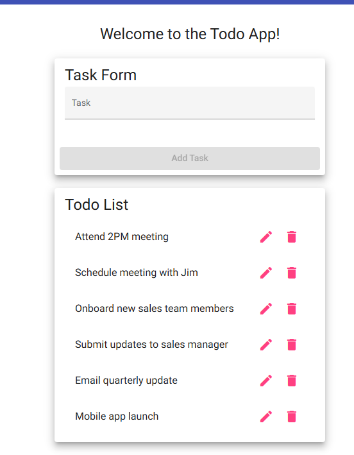 Welcome to the Todo App!
Task Form
Task
Add Task
Todo List
Attend 2PM meeting
Schedule meeting with Jim
Onboard new sales team members
Submit updates to sales manager
Email quarterly update
Mobile app launch